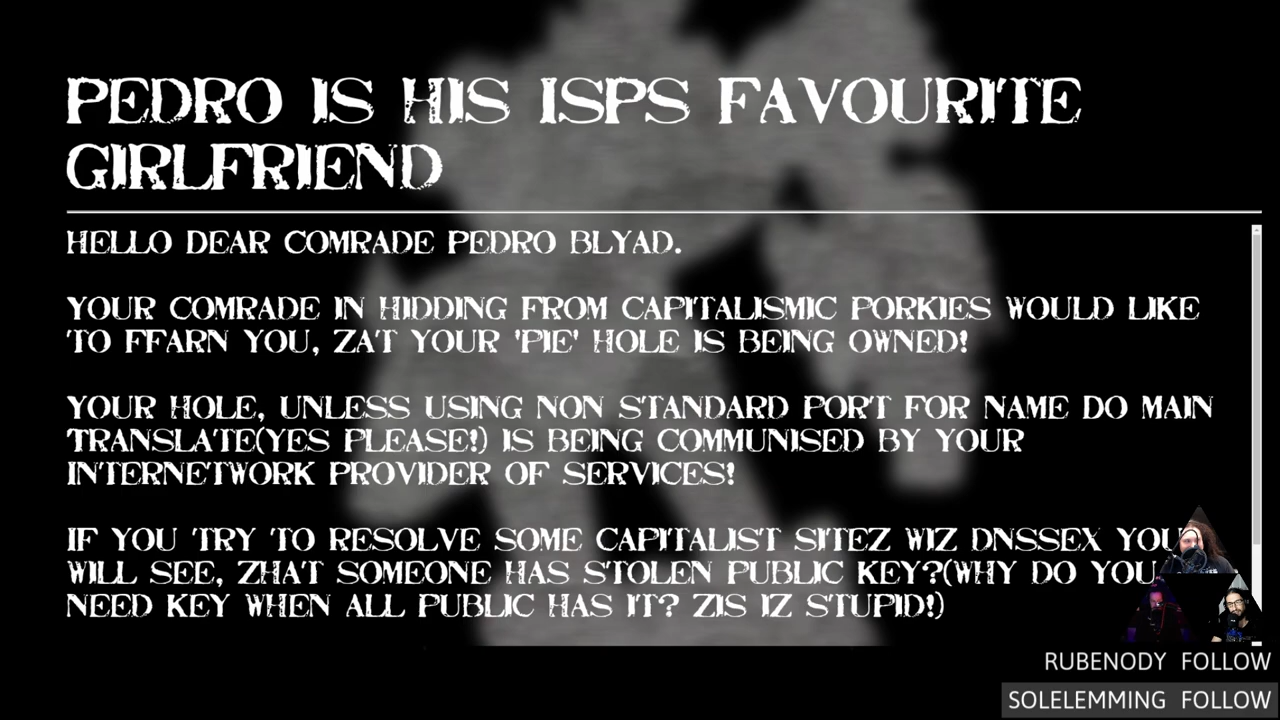 PEDRO IS HIS ISPS FAVOURITE
GIRLFRIEND
HELLO DEAR COMRADE PEDRO BLYAD.
YOUR COMRADE IN HIDDING FROM CAPITALISMIC PORKIES WOULD LIKE
TO FFARN YOU, ZAT YOUR 'PIE' HOLE IS BEING OWNED!
YOUR HOLE, UNLESS USING NON STANDARD PORT FOR NAME DO MAIN
TRANSLATE(YES PLEASE!) IS BEING COMMUNISED BY YOUR
INTERNETWORK PROVIDER OF SERVICES!
IF YOU TRY TO RESOLVE SOME CAPITALIST SITEZ WIZ DNSSEX YOU
WILL SEE, ZHAT SOMEONE HAS STOLEN PUBLIC KEY?(WHY DO YOU
NEED KEY WHEN ALL PUBLIC HAS IT? ZIS IZ STUPID!)
RUBENODY FOLLOW
SOLELEMMING FOLLOW